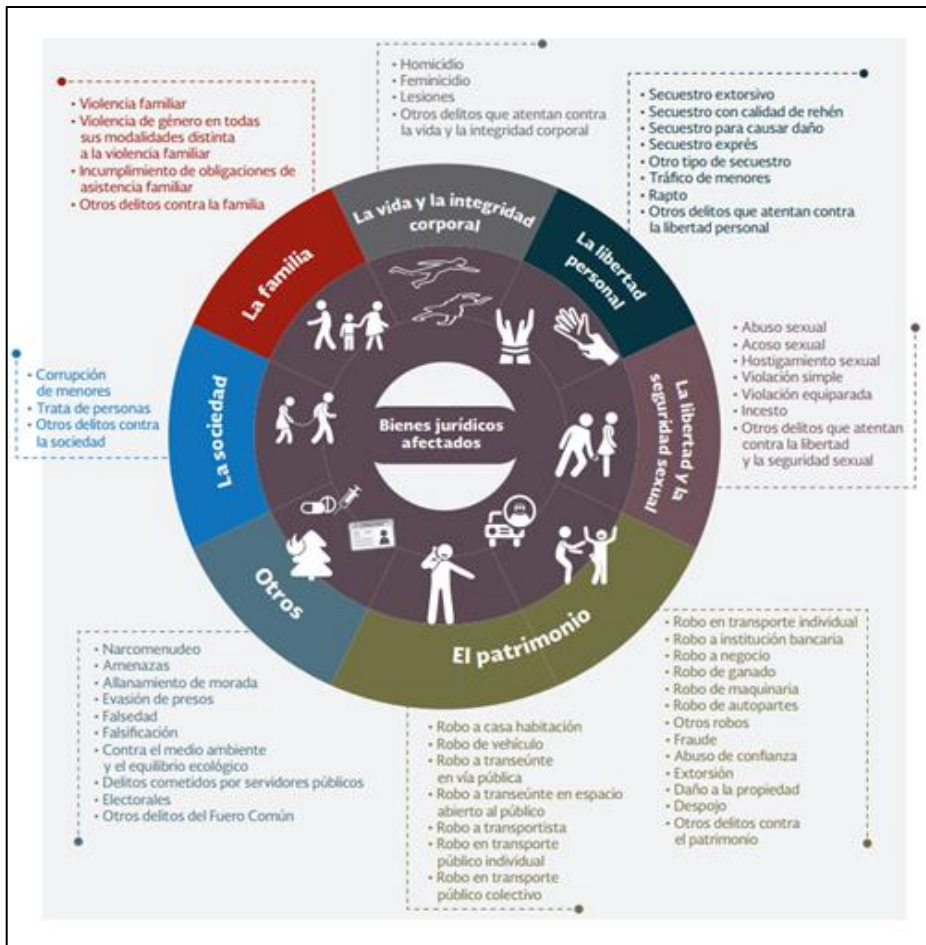 • Homicidio
• Feminicidio
• Lesiones
• Otros delitos que atentan contra
la vida y la integridad corporal
• Violencia familiar
• Violencia de género en todas
sus modalidades distinta
a la violencia familiar
• Incumplimiento de obligaciones de
asistencia familiar
• Otros delitos contra la familia
• Secuestro extorsivo
• Secuestro con calidad de rehén
• Secuestro para causar daño
• Secuestro exprés
• Otro tipo de secuestro
• Tráfico de menores
• Rapto
• Otros delitos que atentan contra
la libertad personal
La vida y la integridad
corporal
La familia
La libertad
personal
• Abuso sexual
• Acoso sexual
• Hostigamiento sexual
• Violación simple
• Violación equiparada
• Incesto
• Otros delitos que atentan
contra la libertad
y la seguridad sexual
• Corrupción
de menores
• Trata de personas
• Otros delitos contra
la sociedad
La sociedad
Bienes jurídicos
afectados
La libertad y la
seguridad sexual
Otros
El patrimonio
• Narcomenudeo
• Amenazas
• Allanamiento de morada
• Evasión de presos
• Falsedad
• Falsificación
• Contra el medio ambiente
y el equilibrio ecológico
• Delitos cometidos por servidores públicos
• Electorales
• Otros delitos del Fuero Común
• Robo a casa habitación
• Robo de vehículo
• Robo a transeúnte
en vía pública
• Robo a transeúnte en espacio
abierto al público
• Robo a transportista
• Robo en transporte
público individual
• Robo en transporte
público colectivo
• Robo en transporte individual
• Robo a institución bancaria
• Robo a negocio
• Robo de ganado
• Robo de maquinaria
• Robo de autopartes
• Otros robos
• Fraude
• Abuso de confianza
• Extorsión
• Daño a la propiedad
• Despojo
• Otros delitos contra
el patrimonio